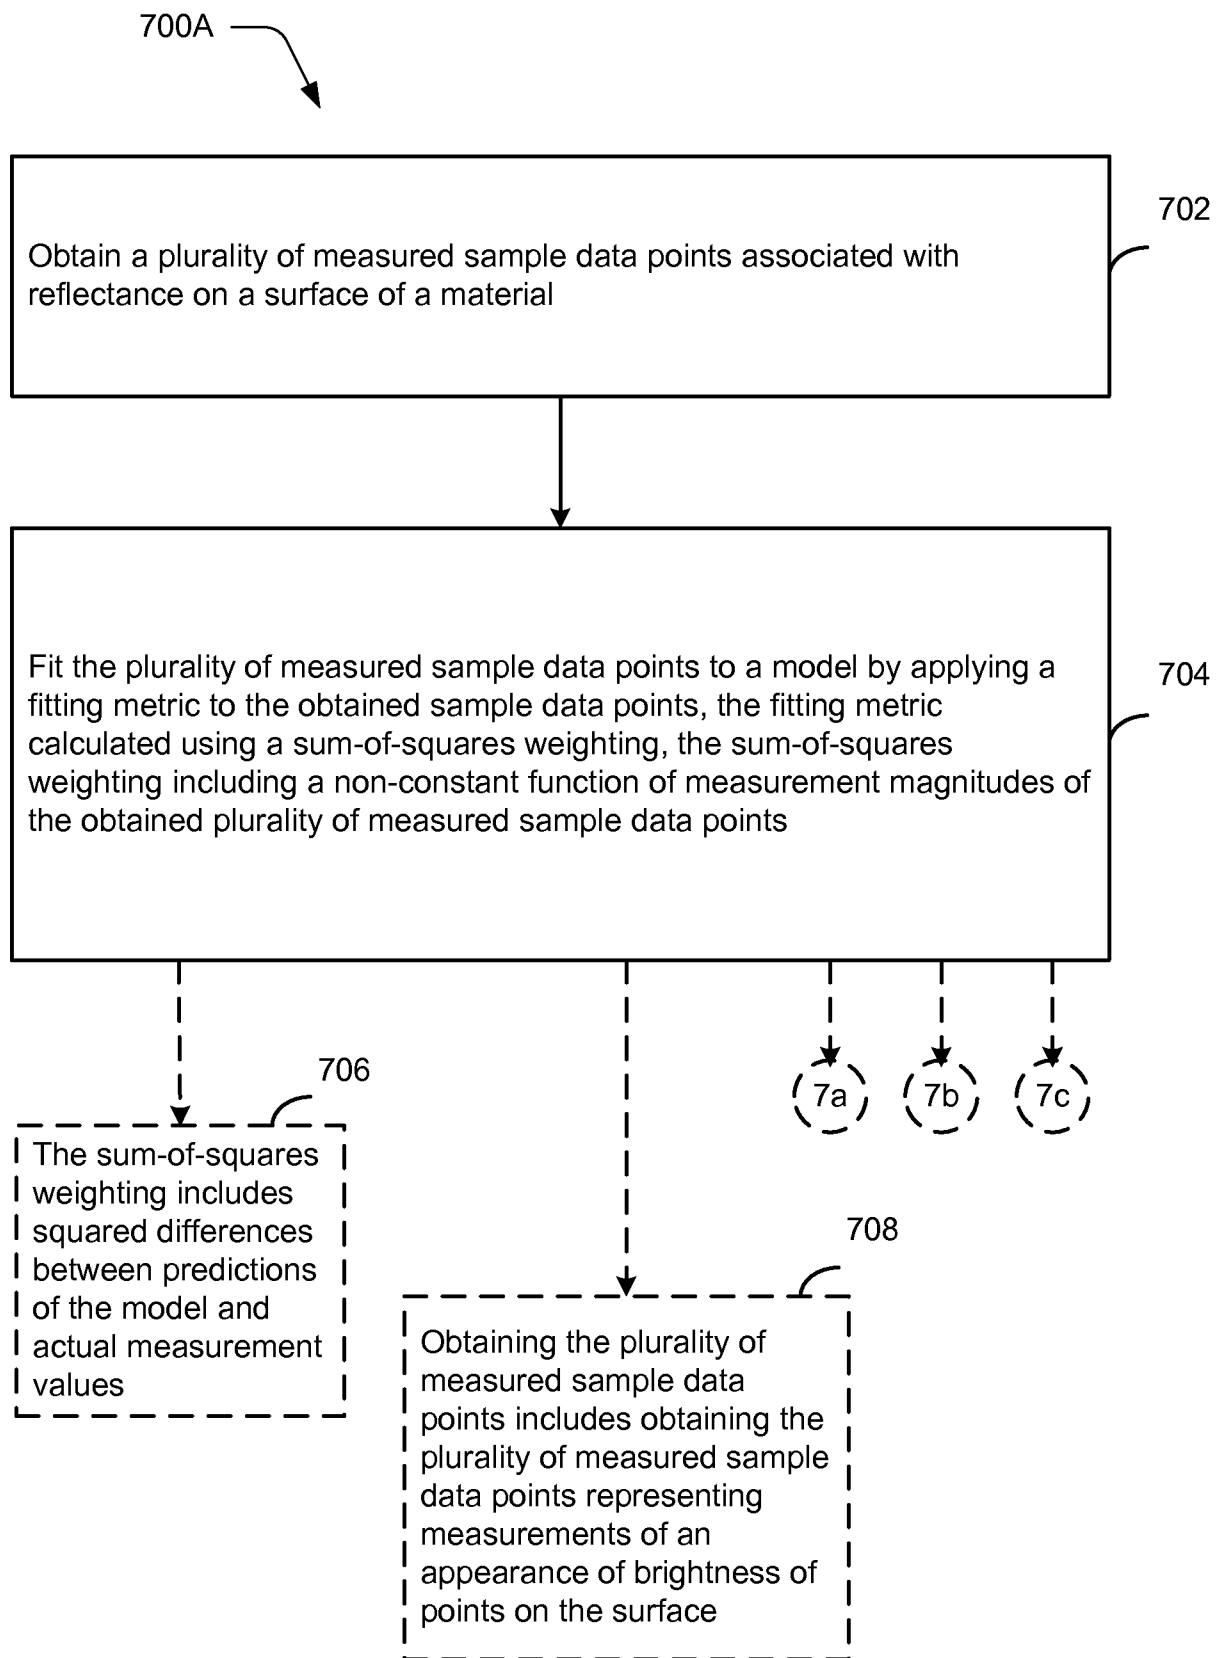 700A
702
Obtain a plurality of measured sample data points associated with
reflectance on a surface of a material
704
Fit the plurality of measured sample data points to a model by applying a
fitting metric to the obtained sample data points, the fitting metric
calculated using a sum-of-squares weighting, the sum-of-squares
weighting including a non-constant function of measurement magnitudes of
the obtained plurality of measured sample data points
706
7a
7b
7c
The sum-of-squares
weighting includes
squared differences
between predictions
of the model and
actual measurement
values
708
Obtaining the plurality of
measured sample data
points includes obtaining the
plurality of measured sample
data points representing
measurements of an
appearance of brightness of
points on the surface